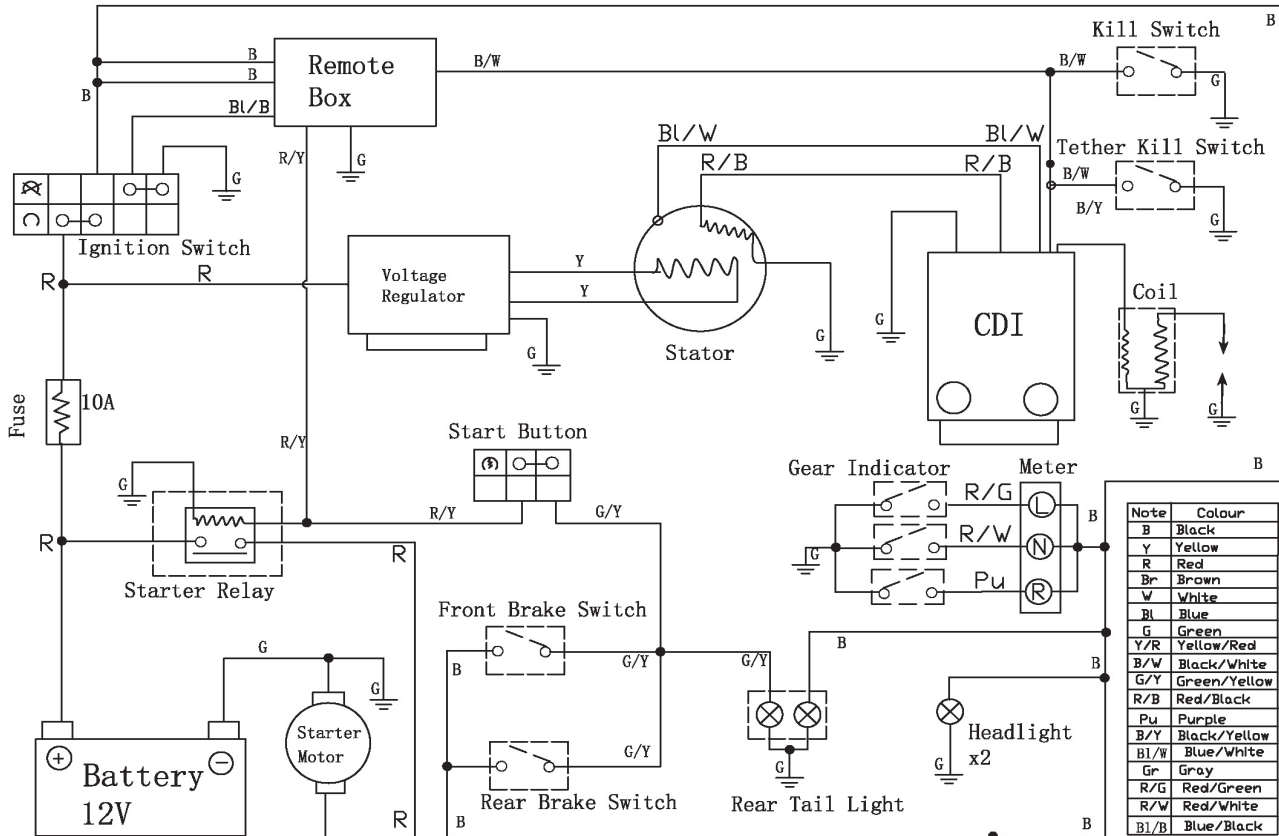 B
Kill Switch
B
B
Remote
Box
B/W
B/W
G
B
Bl/B
R/Y
G
Bl/W
Bl/W
R/B
R/B
Tether Kill Switch
B/W
B/Y
G
G
Ignition Switch
R
R
Voltage
Regulator
Y
Y
G
Stator
G
G
CDI
Coil
G
G
Fuse
10A
R/Y
Start Button
G
R/Y
G/Y
R
R
Starter Relay
Gear Indicator
Meter
B
R/G
L
B
R/W
N
G
Pu
R
Front Brake Switch
B
G/Y
G/Y
B
B
G
G
Starter
Motor
Battery
12V
+
−
R
G/Y
Rear Brake Switch
B
Rear Tail Light
G
Headlight
x2
G
B
Note Colour
B Black
Y Yellow
R Red
Br Brown
W White
Bl Blue
G Green
Y/R Yellow/Red
B/W Black/White
G/Y Green/Yellow
R/B Red/Black
Pu Purple
B/Y Black/Yellow
Bl/W Blue/White
Gr Gray
R/G Red/Green
R/W Red/White
Bl/B Blue/Black